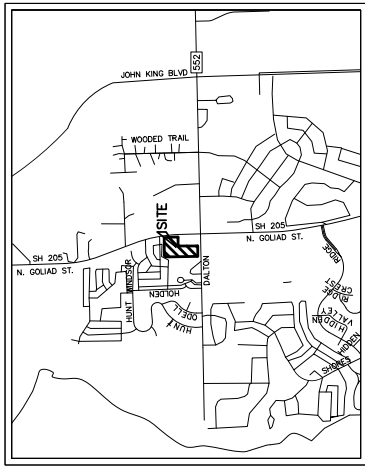 552
JOHN KING BLVD
WOODED TRAIL
SITE
SH 205
N. GOLIAD ST.
SH 205
N. GOLIAD ST.
DALTON
WINDSOR
HUNT
HOLDEN
ODELL
HUNT
RIDGE
RIDGE CREST
HIDDEN VALLEY
HIDDEN
SHORES